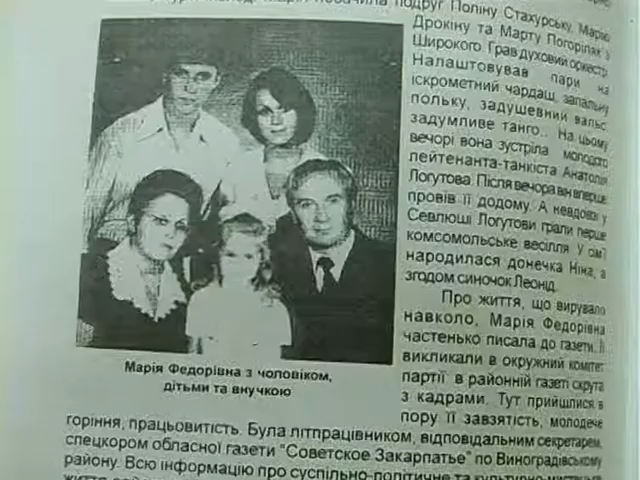 подруг Поліну Стахурську, Марію
Дрокіну та Марту Погоріляк з
Широкого. Грав духовий оркестр.
Налаштовував пари на
іскрометний чардаш, запальну
польку, задушевний вальс,
задумливе танго... На цьому
вечорі вона зустріла молодого
лейтенанта-танкіста Анатолія
Логутова. Після вечора він вперше
провів її додому. А невдовзі у
Севлюші Логутови грали перше
комсомольське весілля. У сім'ї
народилася донечка Ніна, а
згодом синочок Леонід.
Про життя, що вирувало
навколо, Марія Федорівна
частенько писала до газети. Її
викликали в окружний комітет
партії: в районній газеті скрута
з кадрами. Тут прийшлися в
пору її завзятість, молодече
Марія Федорівна з чоловіком,
дітьми та внучкою
горіння, працьовитість. Була літпрацівником, відповідальним секретарем,
спецкором обласної газети "Советское Закарпатье" по Виноградівському
району. Всю інформацію про суспільно-політичне та культурно-мистецьке